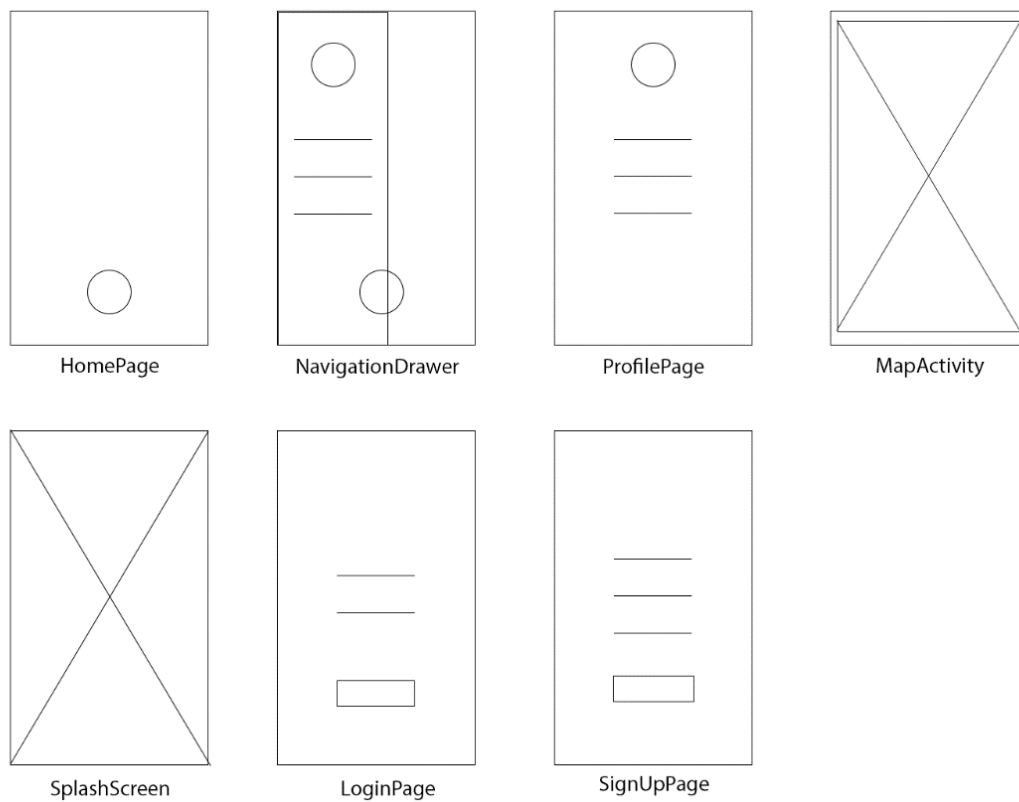 HomePage
NavigationDrawer
ProfilePage
MapActivity
SplashScreen
LoginPage
SignUpPage